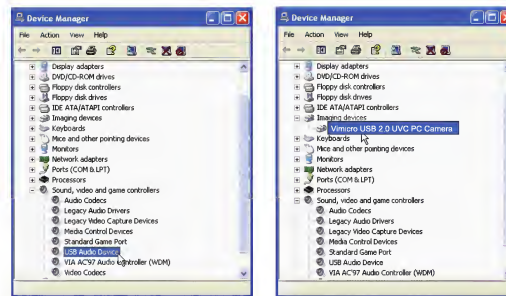 Device Manager
File Action View Help
Display adapters
DVD/CD-ROM drives
Floppy disk controllers
Floppy disk drives
IDE ATA/ATAPI controllers
Imaging devices
Keyboards
Mice and other pointing devices
Monitors
Network adapters
Ports (COM & LPT)
Processors
Sound, video and game controllers
Audio Codecs
Legacy Audio Drivers
Legacy Video Capture Devices
Media Control Devices
Standard Game Port
USB Audio Device
VIA AC'97 Audio Controller (WDM)
Video Codecs
Device Manager
File Action View Help
Display adapters
DVD/CD-ROM drives
Floppy disk controllers
Floppy disk drives
IDE ATA/ATAPI controllers
Imaging devices
Vimicro USB 2.0 UVC PC Camera
Keyboards
Mice and other pointing devices
Monitors
Network adapters
Ports (COM & LPT)
Processors
Sound, video and game controllers
Audio Codecs
Legacy Audio Drivers
Legacy Video Capture Devices
Media Control Devices
Standard Game Port
USB Audio Device
VIA AC'97 Audio Controller (WDM)